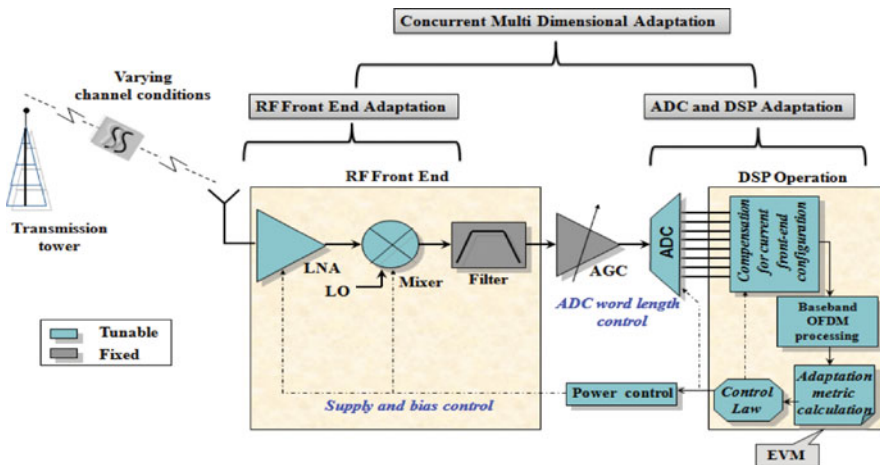 Concurrent Multi Dimensional Adaptation
Varying
channel conditions
RF Front End Adaptation
ADC and DSP Adaptation
RF Front End
DSP Operation
Transmission
tower
LNA
LO
Mixer
Filter
AGC
ADC
ADC word length
control
Compensation
for current
front-end
configuration
Baseband
OFDM
processing
Tunable
Fixed
Supply and bias control
Power control
Control
Law
Adaptation
metric
calculation
EVM